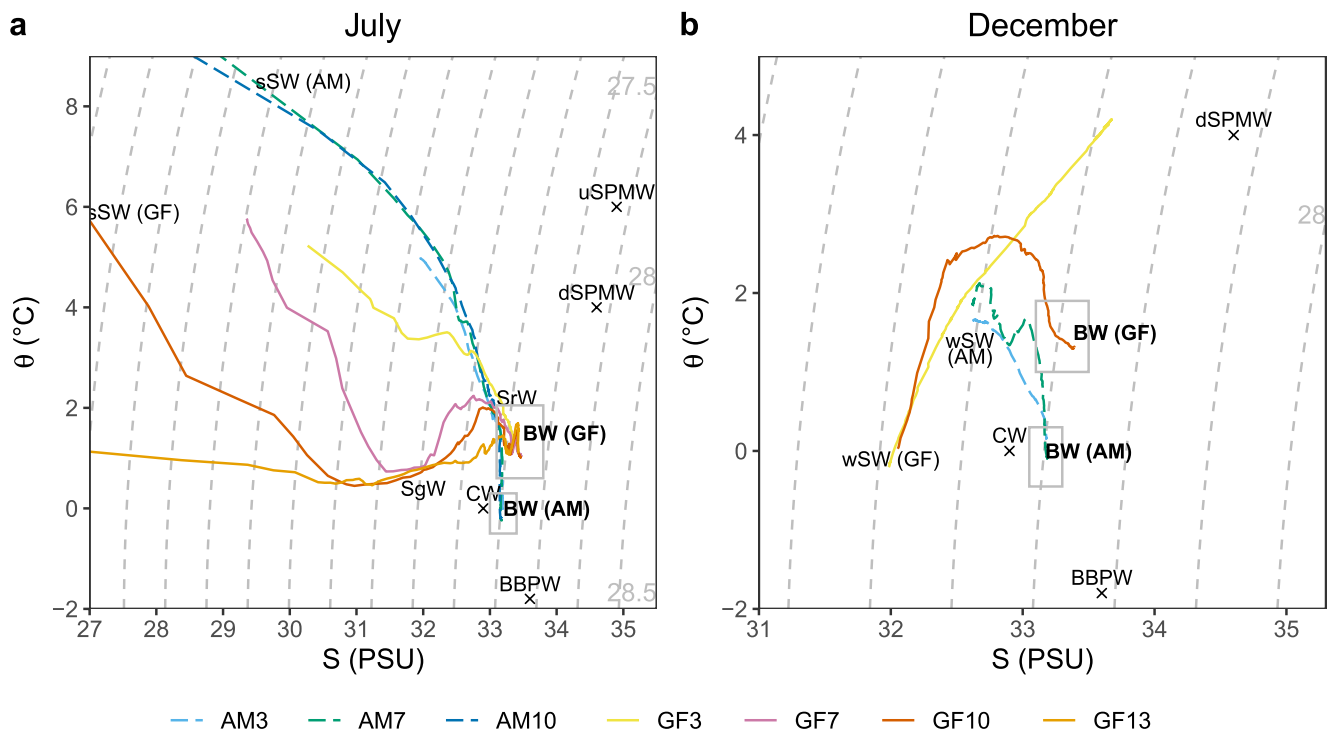 a
July
b
December
sSW (AM)
27.5
8
dSPMW
4
uSPMW
6
sSW (GF)
28
28
θ (°C)
dSPMW
4
θ (°C)
2
BW (GF)
wSW
(AM)
SrW
2
BW (GF)
CW
BW (AM)
wSW (GF)
0
SgW
CW
0
BW (AM)
BBPW
28.5
BBPW
−2
−2
27 28 29 30 31 32 33 34 35
31 32 33 34 35
S (PSU)
S (PSU)
AM3 AM7 AM10 GF3 GF7 GF10 GF13